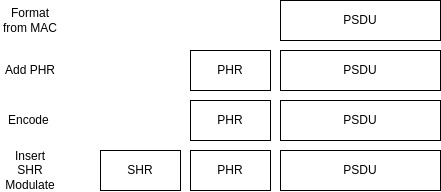 Format
from MAC
PSDU
Add PHR
PHR
PSDU
Encode
PHR
PSDU
Insert
SHR
Modulate
SHR
PHR
PSDU